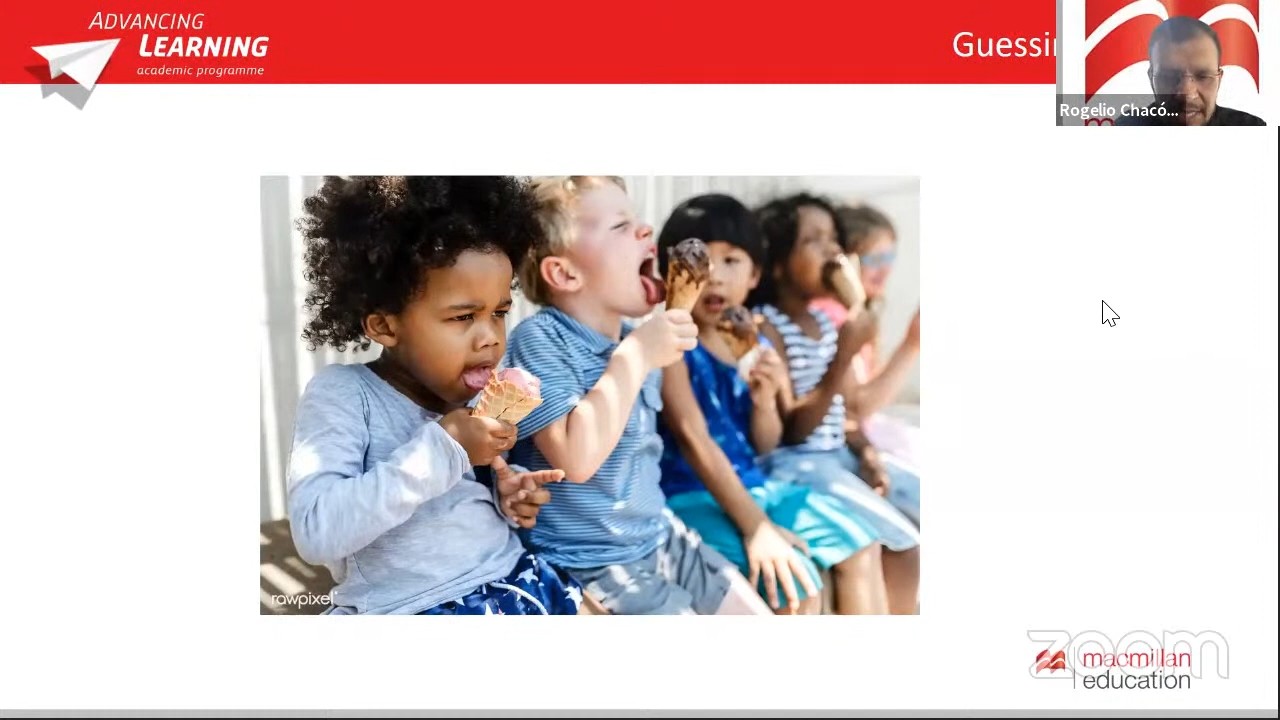 ADVANCING
LEARNING
academic programme
Guessi
Rogelio Chacó...
rawpixel
zoom
macmillan
education